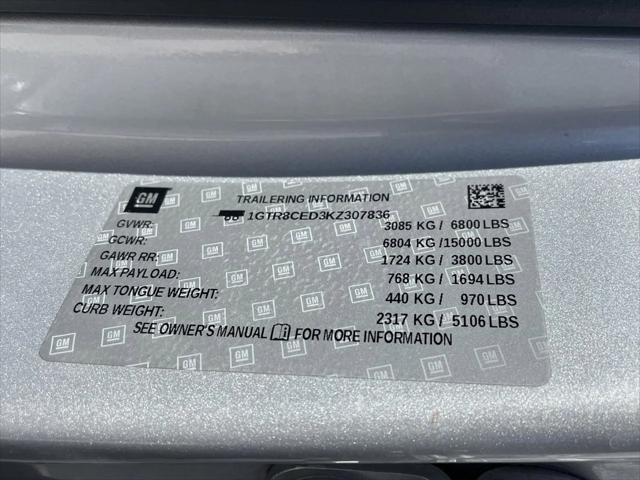 GM
TRAILERING INFORMATION
1GTR8CED3KZ307836
GVWR: 3085 KG / 6800 LBS
GCWR: 6804 KG / 15000 LBS
GAWR RR: 1724 KG / 3800 LBS
MAX PAYLOAD: 768 KG / 1694 LBS
MAX TONGUE WEIGHT: 440 KG / 970 LBS
CURB WEIGHT: 2317 KG / 5106 LBS
SEE OWNER'S MANUAL FOR MORE INFORMATION